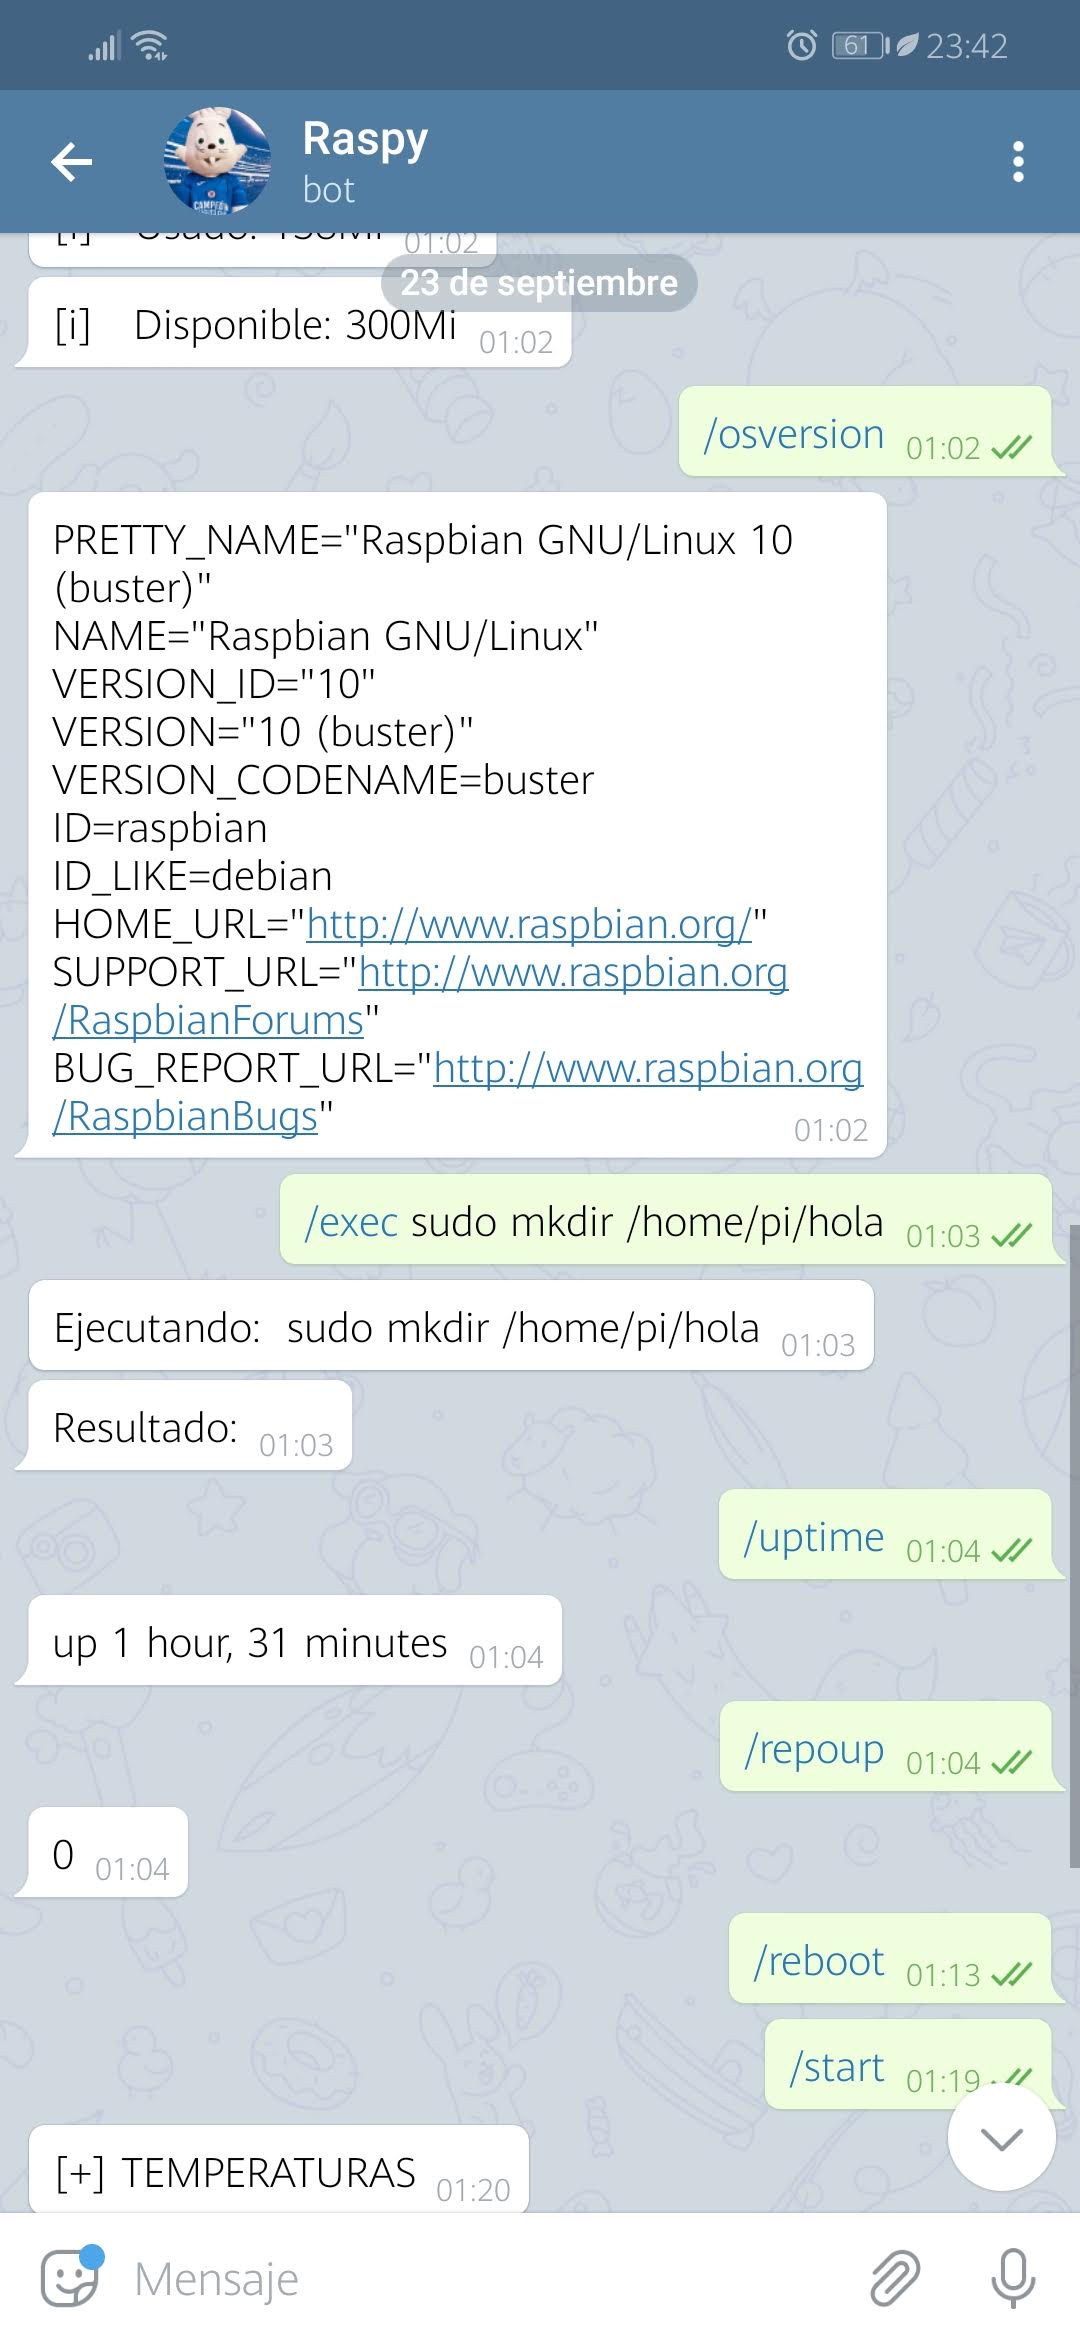 61 23:42
Raspy
bot
01:02
23 de septiembre
[i] Disponible: 300Mi 01:02
/osversion 01:02
PRETTY_NAME="Raspbian GNU/Linux 10
(buster)"
NAME="Raspbian GNU/Linux"
VERSION_ID="10"
VERSION="10 (buster)"
VERSION_CODENAME=buster
ID=raspbian
ID_LIKE=debian
HOME_URL="http://www.raspbian.org/"
SUPPORT_URL="http://www.raspbian.org
/RaspbianForums"
BUG_REPORT_URL="http://www.raspbian.org
/RaspbianBugs"
01:02
/exec sudo mkdir /home/pi/hola 01:03
Ejecutando:  sudo mkdir /home/pi/hola 01:03
Resultado: 01:03
/uptime 01:04
up 1 hour, 31 minutes 01:04
/repoup 01:04
0 01:04
/reboot 01:13
/start 01:19
[+] TEMPERATURAS 01:20
Mensaje